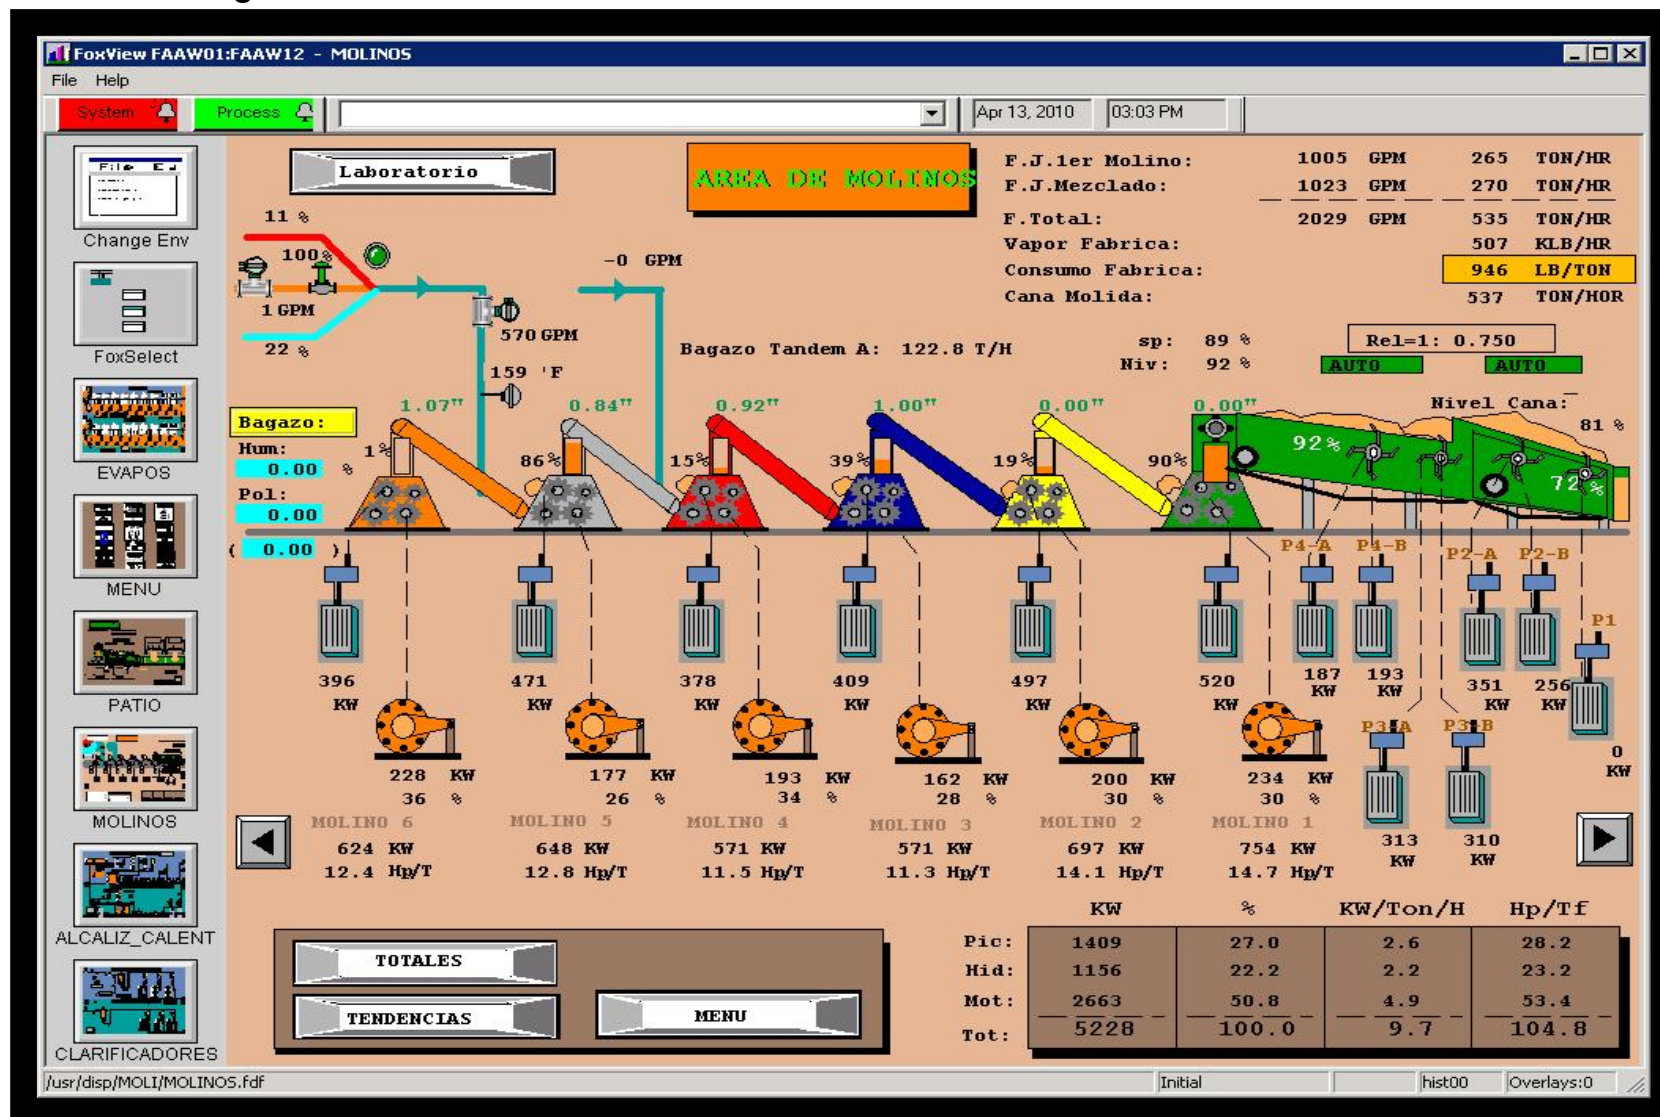 FoxView FAAW01:FAAW12 - MOLINOS
File Help
System Process Apr 13, 2010 03:03 PM
Change Env
FoxSelect
EVAPOS
MENU
PATIO
MOLINOS
ALCALIZ_CALENT
CLARIFICADORES
Laboratorio
AREA DE MOLINOS
F.J.1er Molino: 1005 GPM 265 TON/HR
F.J.Mezclado: 1023 GPM 270 TON/HR
F.Total: 2029 GPM 535 TON/HR
Vapor Fabrica: 507 KLB/HR
Consumo Fabrica: 946 LB/TON
Cana Molida: 537 TON/HOR
11 %
100%
1 GPM
22 %
-0 GPM
570 GPM
159 'F
Bagazo Tandem A: 122.8 T/H
sp: 89 %
Niv: 92 %
Rel=1: 0.750
AUTO AUTO
Nivel Cana:
81 %
1.07" 0.84" 0.92" 1.00" 0.00" 0.00"
Bagazo:
Hum:
0.00 %
Pol:
0.00
( 0.00 )
1% 86% 15% 39% 19% 90% 92% 72%
P4-A P4-B P2-A P2-B
P1
396 KW 471 KW 378 KW 409 KW 497 KW 520 KW 187 KW 193 KW 351 KW 256 KW
P3-A P3-B
0 KW
228 KW 177 KW 193 KW 162 KW 200 KW 234 KW
36 % 26 % 34 % 28 % 30 % 30 %
313 KW 310 KW
MOLINO 6 MOLINO 5 MOLINO 4 MOLINO 3 MOLINO 2 MOLINO 1
624 KW 648 KW 571 KW 571 KW 697 KW 754 KW
12.4 Hp/T 12.8 Hp/T 11.5 Hp/T 11.3 Hp/T 14.1 Hp/T 14.7 Hp/T
TOTALES
TENDENCIAS MENU
KW % KW/Ton/H Hp/Tf
Pic: 1409 27.0 2.6 28.2
Hid: 1156 22.2 2.2 23.2
Mot: 2663 50.8 4.9 53.4
Tot: 5228 100.0 9.7 104.8
/usr/disp/MOLI/MOLINOS.fdf Initial hist00 Overlays:0